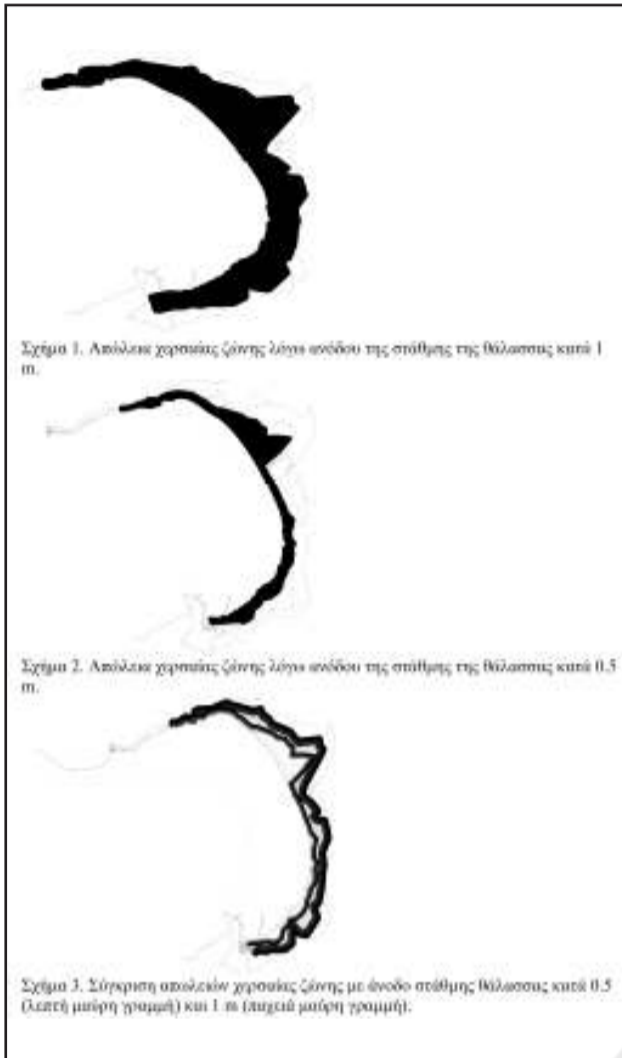 Σχήμα 1. Απώλεια χερσαίας ζώνης λόγω ανόδου της στάθμης της θάλασσας κατά 1
m.
Σχήμα 2. Απώλεια χερσαίας ζώνης λόγω ανόδου της στάθμης της θάλασσας κατά 0.5
m.
Σχήμα 3. Σύγκριση απωλειών χερσαίας ζώνης με άνοδο στάθμης θάλασσας κατά 0.5
(λεπτή μαύρη γραμμή) και 1 m (παχειά μαύρη γραμμή).